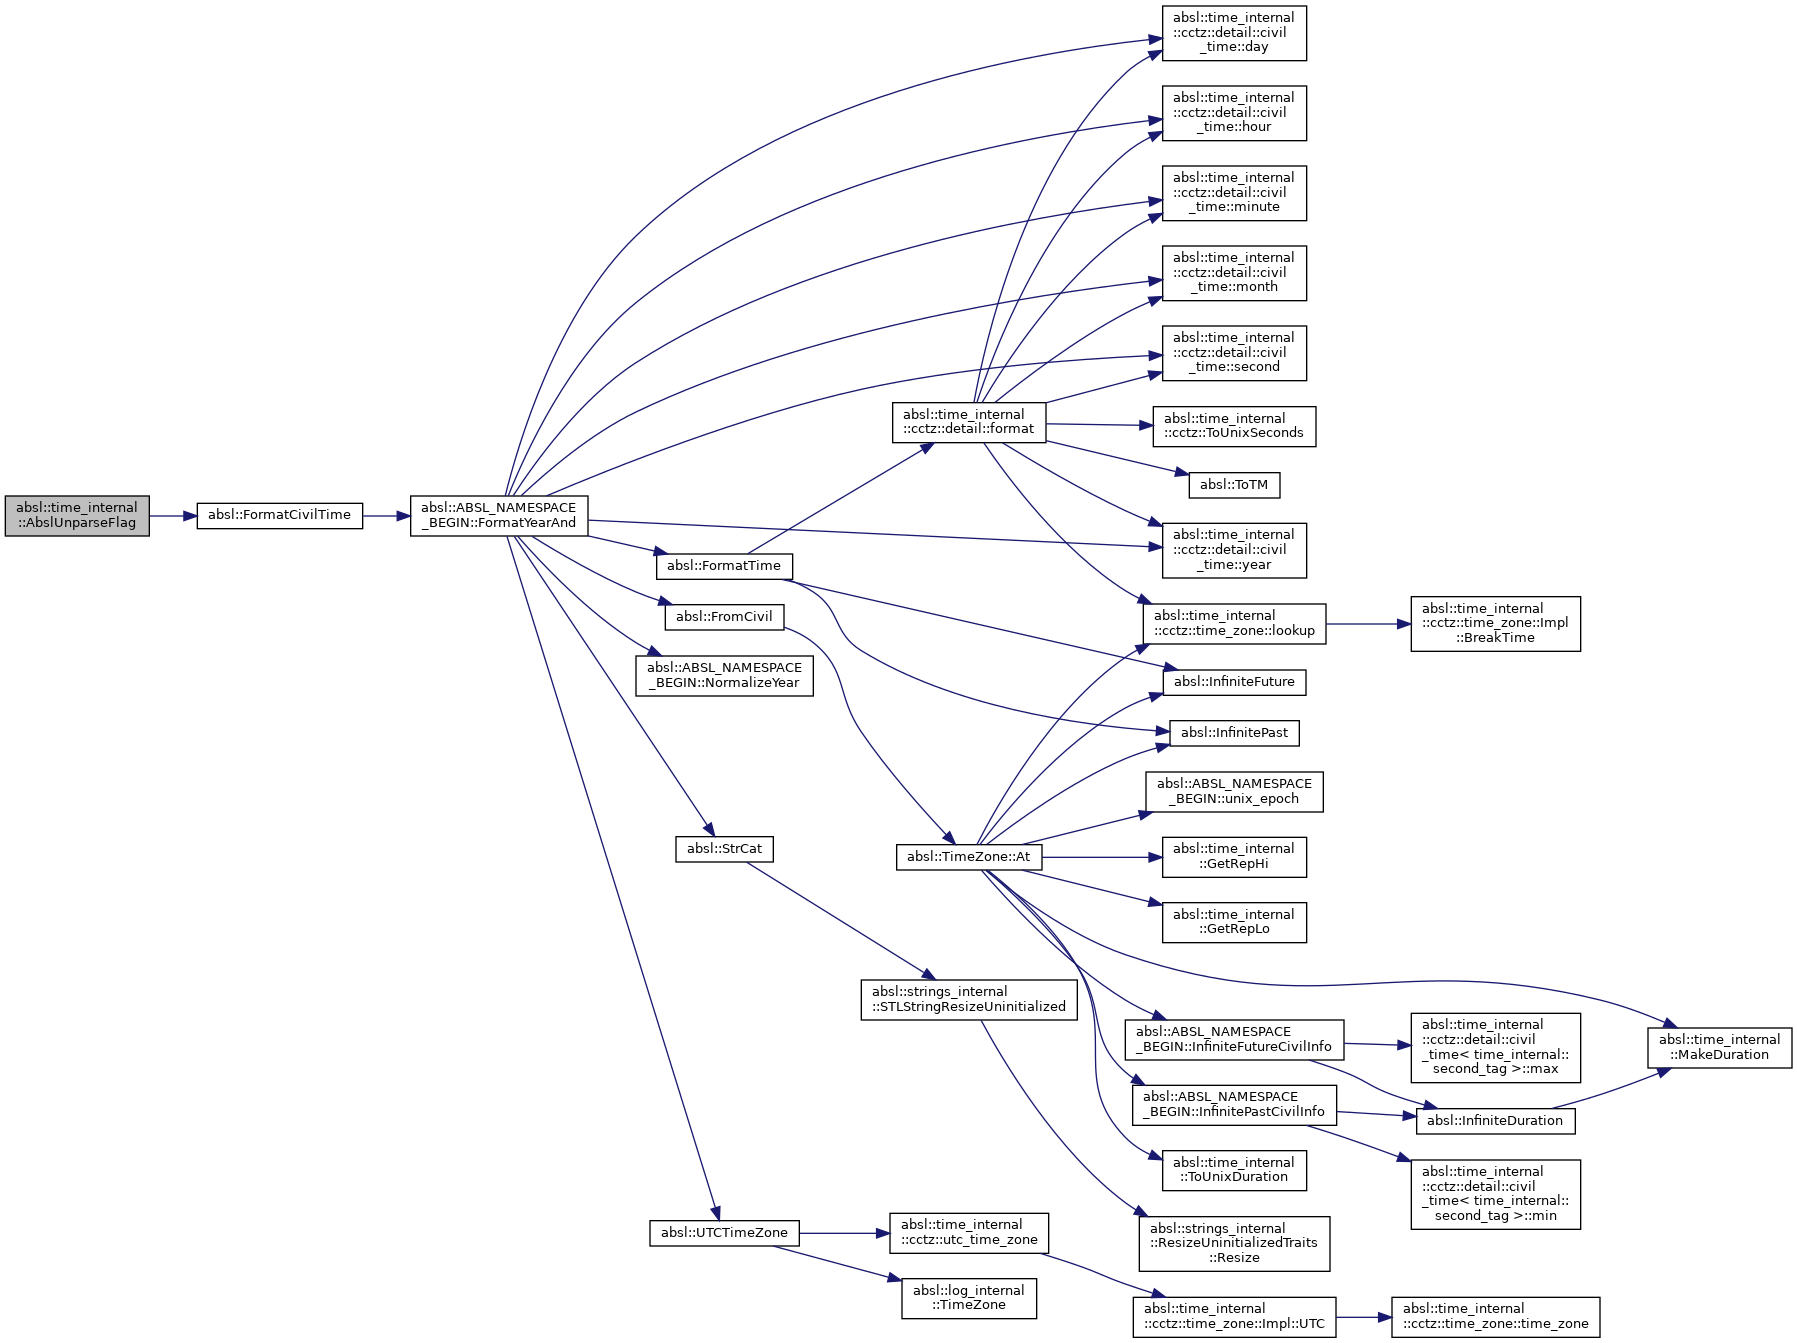 absl::time_internal
::AbslUnparseFlag
absl::FormatCivilTime
absl::ABSL_NAMESPACE
_BEGIN::FormatYearAnd
absl::time_internal
::cctz::detail::civil
_time::day
absl::time_internal
::cctz::detail::civil
_time::hour
absl::time_internal
::cctz::detail::civil
_time::minute
absl::time_internal
::cctz::detail::civil
_time::month
absl::time_internal
::cctz::detail::civil
_time::second
absl::time_internal
::cctz::detail::format
absl::time_internal
::cctz::ToUnixSeconds
absl::ToTM
absl::time_internal
::cctz::detail::civil
_time::year
absl::FormatTime
absl::FromCivil
absl::ABSL_NAMESPACE
_BEGIN::NormalizeYear
absl::time_internal
::cctz::time_zone::lookup
absl::time_internal
::cctz::time_zone::Impl
::BreakTime
absl::InfiniteFuture
absl::InfinitePast
absl::ABSL_NAMESPACE
_BEGIN::unix_epoch
absl::StrCat
absl::TimeZone::At
absl::time_internal
::GetRepHi
absl::time_internal
::GetRepLo
absl::strings_internal
::STLStringResizeUninitialized
absl::ABSL_NAMESPACE
_BEGIN::InfiniteFutureCivilInfo
absl::time_internal
::cctz::detail::civil
_time< time_internal::
second_tag >::max
absl::time_internal
::MakeDuration
absl::ABSL_NAMESPACE
_BEGIN::InfinitePastCivilInfo
absl::InfiniteDuration
absl::time_internal
::ToUnixDuration
absl::time_internal
::cctz::detail::civil
_time< time_internal::
second_tag >::min
absl::UTCTimeZone
absl::time_internal
::cctz::utc_time_zone
absl::strings_internal
::ResizeUninitializedTraits
::Resize
absl::log_internal
::TimeZone
absl::time_internal
::cctz::time_zone::Impl::UTC
absl::time_internal
::cctz::time_zone::time_zone